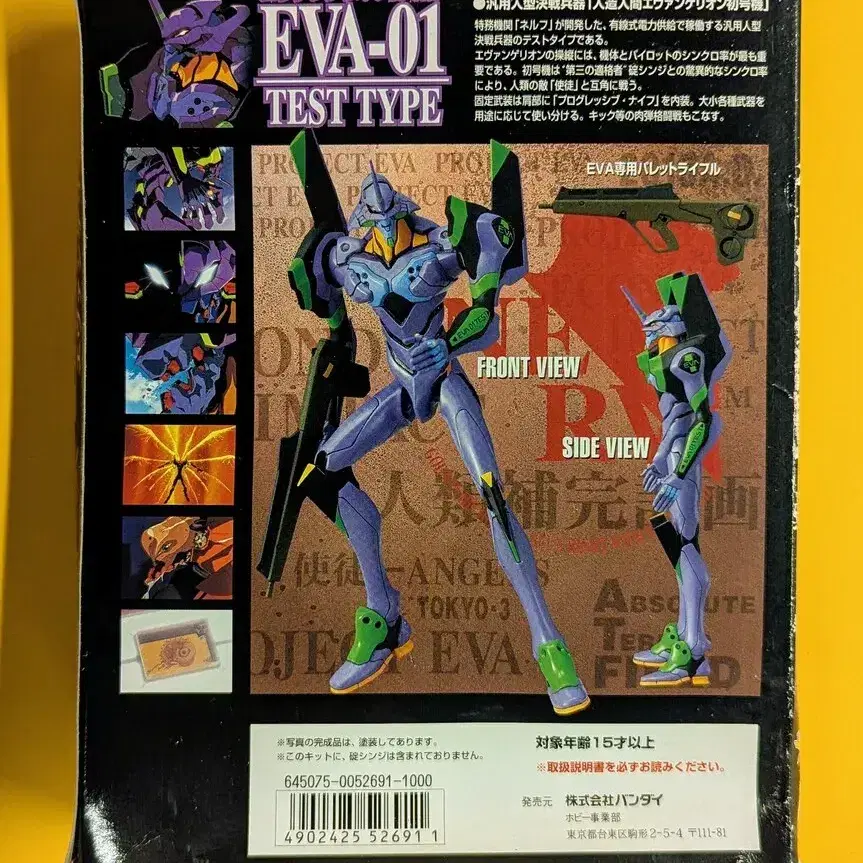 EVA-01
TEST TYPE
●汎用人型決戦兵器「人造人間エヴァンゲリオン初号機」
特務機関「ネルフ」が開発した、有線式電力供給で稼働する汎用人型
決戦兵器のテストタイプである。
エヴァンゲリオンの操縦には、機体とパイロットのシンクロ率が最も重
要である。初号機は“第三の適格者”碇シンジとの驚異的なシンクロ率
により、人類の敵「使徒」と互角に戦う。
固定武装は肩部に「プログレッシブ・ナイフ」を内装。大小各種武器を
用途に応じて使い分ける。キック等の肉弾格闘戦もこなす。
PROJECT EVA
EVA専用パレットライフル
FRONT VIEW
SIDE VIEW
人類補完計画
使徒-ANGELS
TOKYO-3
OJECT EVA
ABSOLUTE
※写真の完成品は、塗装してあります。
※このキットに、碇シンジは含まれておりません。
645075-0052691-1000
4902425 52691 1
対象年齢15才以上
※取扱説明書を必ずお読みください。
発売元 株式会社バンダイ
ホビー事業部
東京都台東区駒形2-5-4 〒111-81